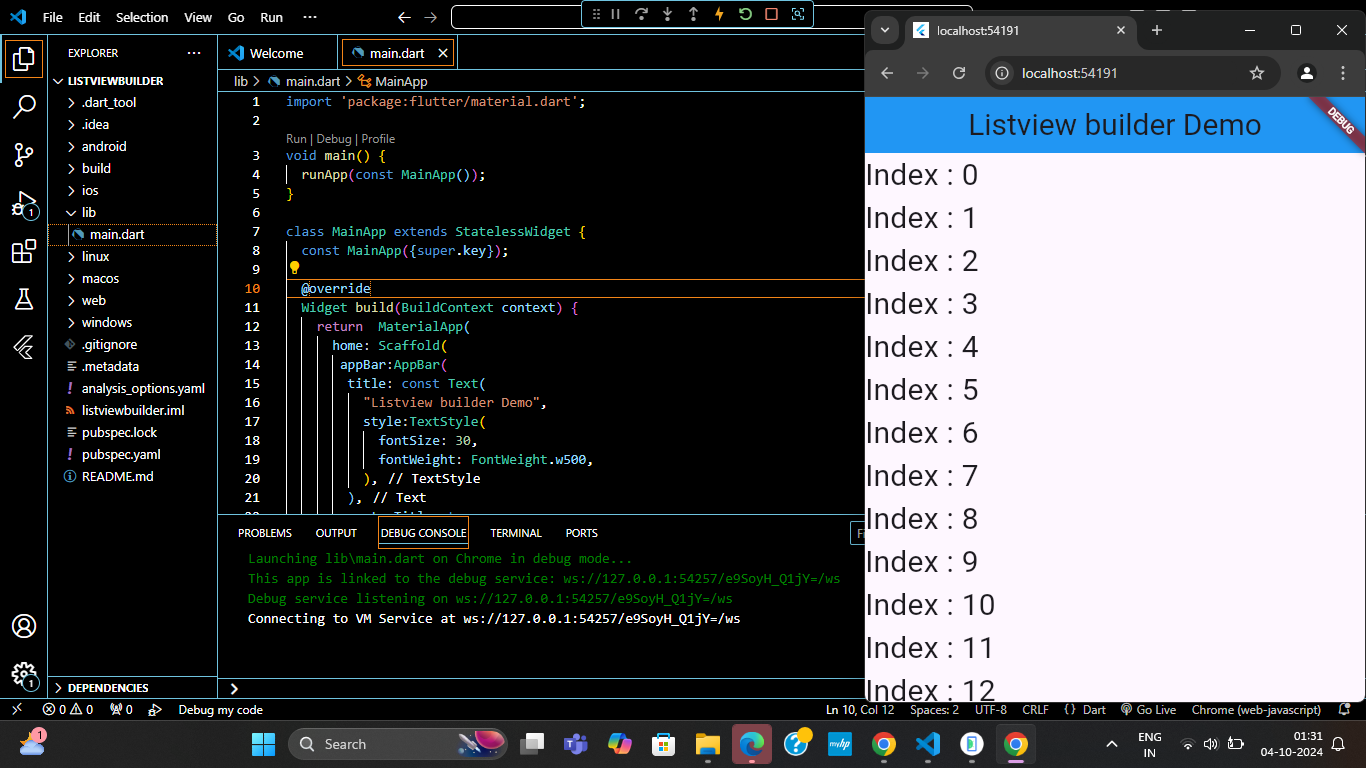 File Edit Selection View Go Run ···
EXPLORER ···
LISTVIEWBUILDER
.dart_tool
.idea
android
build
ios
lib
main.dart
linux
macos
web
windows
.gitignore
.metadata
analysis_options.yaml
listviewbuilder.iml
pubspec.lock
pubspec.yaml
README.md
DEPENDENCIES
1
1
Welcome main.dart
lib > main.dart > MainApp
1 import 'package:flutter/material.dart';
2
Run | Debug | Profile
3 void main() {
4 runApp(const MainApp());
5 }
6
7 class MainApp extends StatelessWidget {
8 const MainApp({super.key});
9
10 @override
11 Widget build(BuildContext context) {
12 return  MaterialApp(
13 home: Scaffold(
14 appBar:AppBar(
15 title: const Text(
16 "Listview builder Demo",
17 style:TextStyle(
18 fontSize: 30,
19 fontWeight: FontWeight.w500,
20 ), // TextStyle
21 ), // Text
PROBLEMS OUTPUT DEBUG CONSOLE TERMINAL PORTS
Launching lib\main.dart on Chrome in debug mode...
This app is linked to the debug service: ws://127.0.0.1:54257/e9SoyH_Q1jY=/ws
Debug service listening on ws://127.0.0.1:54257/e9SoyH_Q1jY=/ws
Connecting to VM Service at ws://127.0.0.1:54257/e9SoyH_Q1jY=/ws
localhost:54191
localhost:54191
Listview builder Demo
DEBUG
Index : 0
Index : 1
Index : 2
Index : 3
Index : 4
Index : 5
Index : 6
Index : 7
Index : 8
Index : 9
Index : 10
Index : 11
Index : 12
0 0 0 Debug my code Ln 10, Col 12 Spaces: 2 UTF-8 CRLF {} Dart Go Live Chrome (web-javascript)
1 Search myhp ENG IN 01:31 04-10-2024